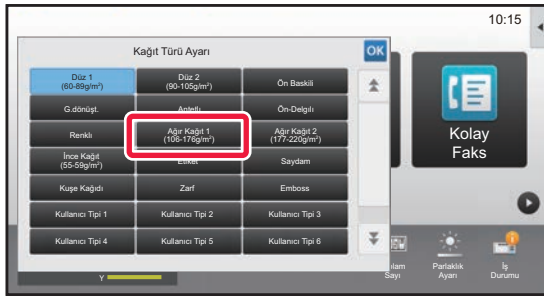 10:15
Kağıt Türü Ayarı
OK
Düz 1
(60-89g/m²)
Düz 2
(90-105g/m²)
Ön Baskili
G.dönüşt.
Antetli
Ön-Delgılı
Renklı
Ağır Kağıt 1
(106-176g/m²)
Ağır Kağıt 2
(177-220g/m²)
İnce Kağıt
(55-59g/m²)
Etiket
Saydam
Kuşe Kağıdı
Zarf
Emboss
Kullanıcı Tipi 1
Kullanıcı Tipi 2
Kullanıcı Tipi 3
Kullanıcı Tipi 4
Kullanıcı Tipi 5
Kullanıcı Tipi 6
Kolay
Faks
Sayı
Parlaklık
Ayarı
İş
Durumu
Y